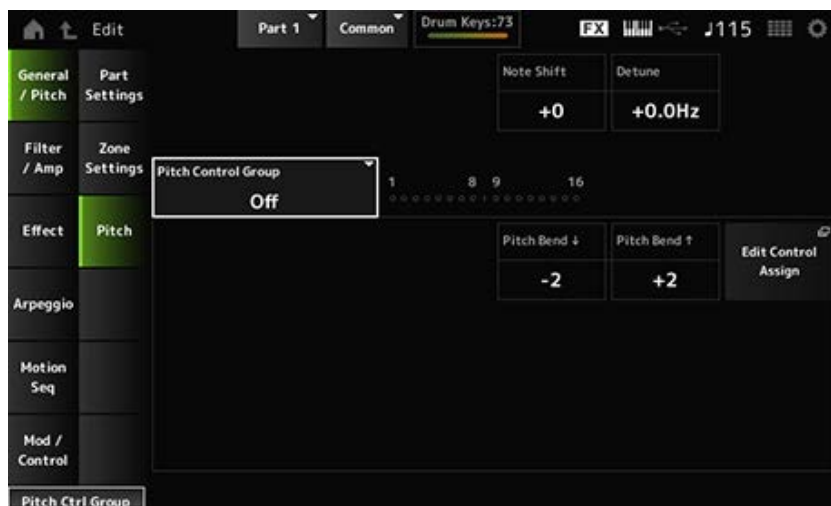 Edit
Part 1
Common
Drum Keys:73
FX
♩115
General / Pitch
Part Settings
Note Shift
+0
Detune
+0.0Hz
Filter / Amp
Zone Settings
Pitch Control Group
Off
1 8 9 16
Effect
Pitch
Pitch Bend ↓
-2
Pitch Bend ↑
+2
Edit Control Assign
Arpeggio
Motion Seq
Mod / Control
Pitch Ctrl Group